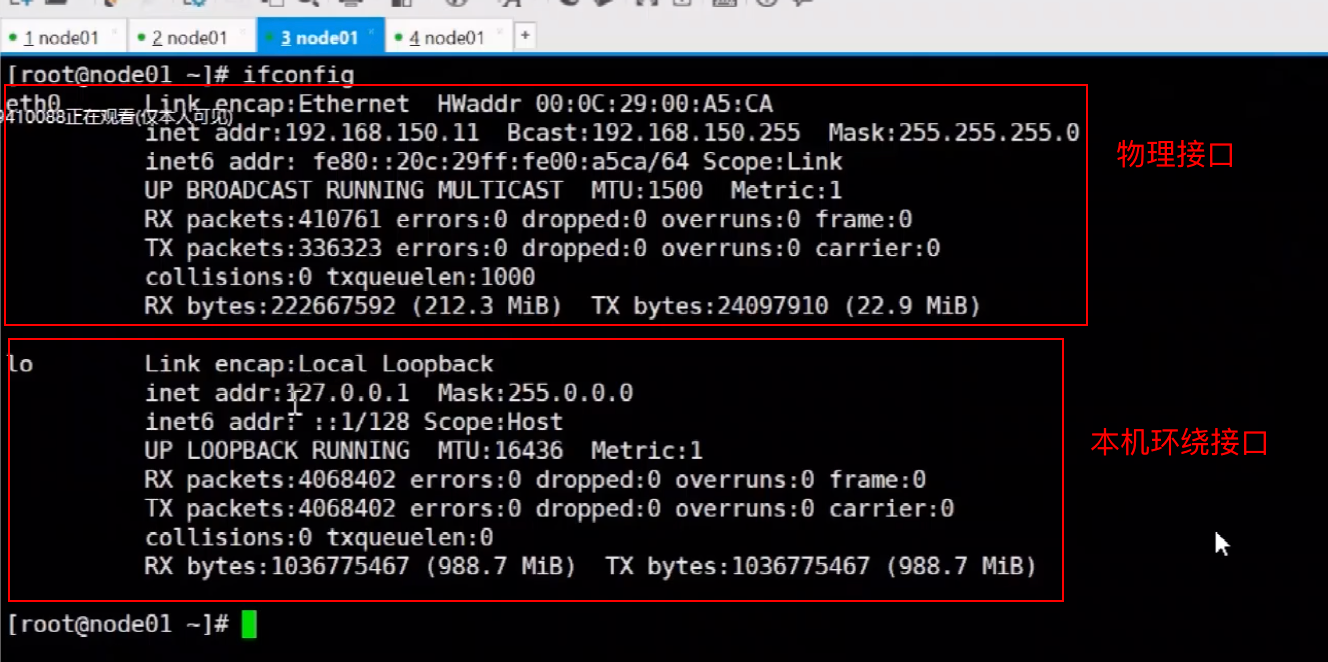 1 node01
2 node01
3 node01
4 node01
+
[root@node01 ~]# ifconfig
eth0 Link encap:Ethernet HWaddr 00:0C:29:00:A5:CA
9410088正在观看(仅本人可见)
inet addr:192.168.150.11 Bcast:192.168.150.255 Mask:255.255.255.0
物理接口
inet6 addr: fe80::20c:29ff:fe00:a5ca/64 Scope:Link
UP BROADCAST RUNNING MULTICAST MTU:1500 Metric:1
RX packets:410761 errors:0 dropped:0 overruns:0 frame:0
TX packets:336323 errors:0 dropped:0 overruns:0 carrier:0
collisions:0 txqueuelen:1000
RX bytes:222667592 (212.3 MiB) TX bytes:24097910 (22.9 MiB)
lo Link encap:Local Loopback
inet addr:127.0.0.1 Mask:255.0.0.0
inet6 addr: ::1/128 Scope:Host
本机环绕接口
UP LOOPBACK RUNNING MTU:16436 Metric:1
RX packets:4068402 errors:0 dropped:0 overruns:0 frame:0
TX packets:4068402 errors:0 dropped:0 overruns:0 carrier:0
collisions:0 txqueuelen:0
RX bytes:1036775467 (988.7 MiB) TX bytes:1036775467 (988.7 MiB)
[root@node01 ~]#